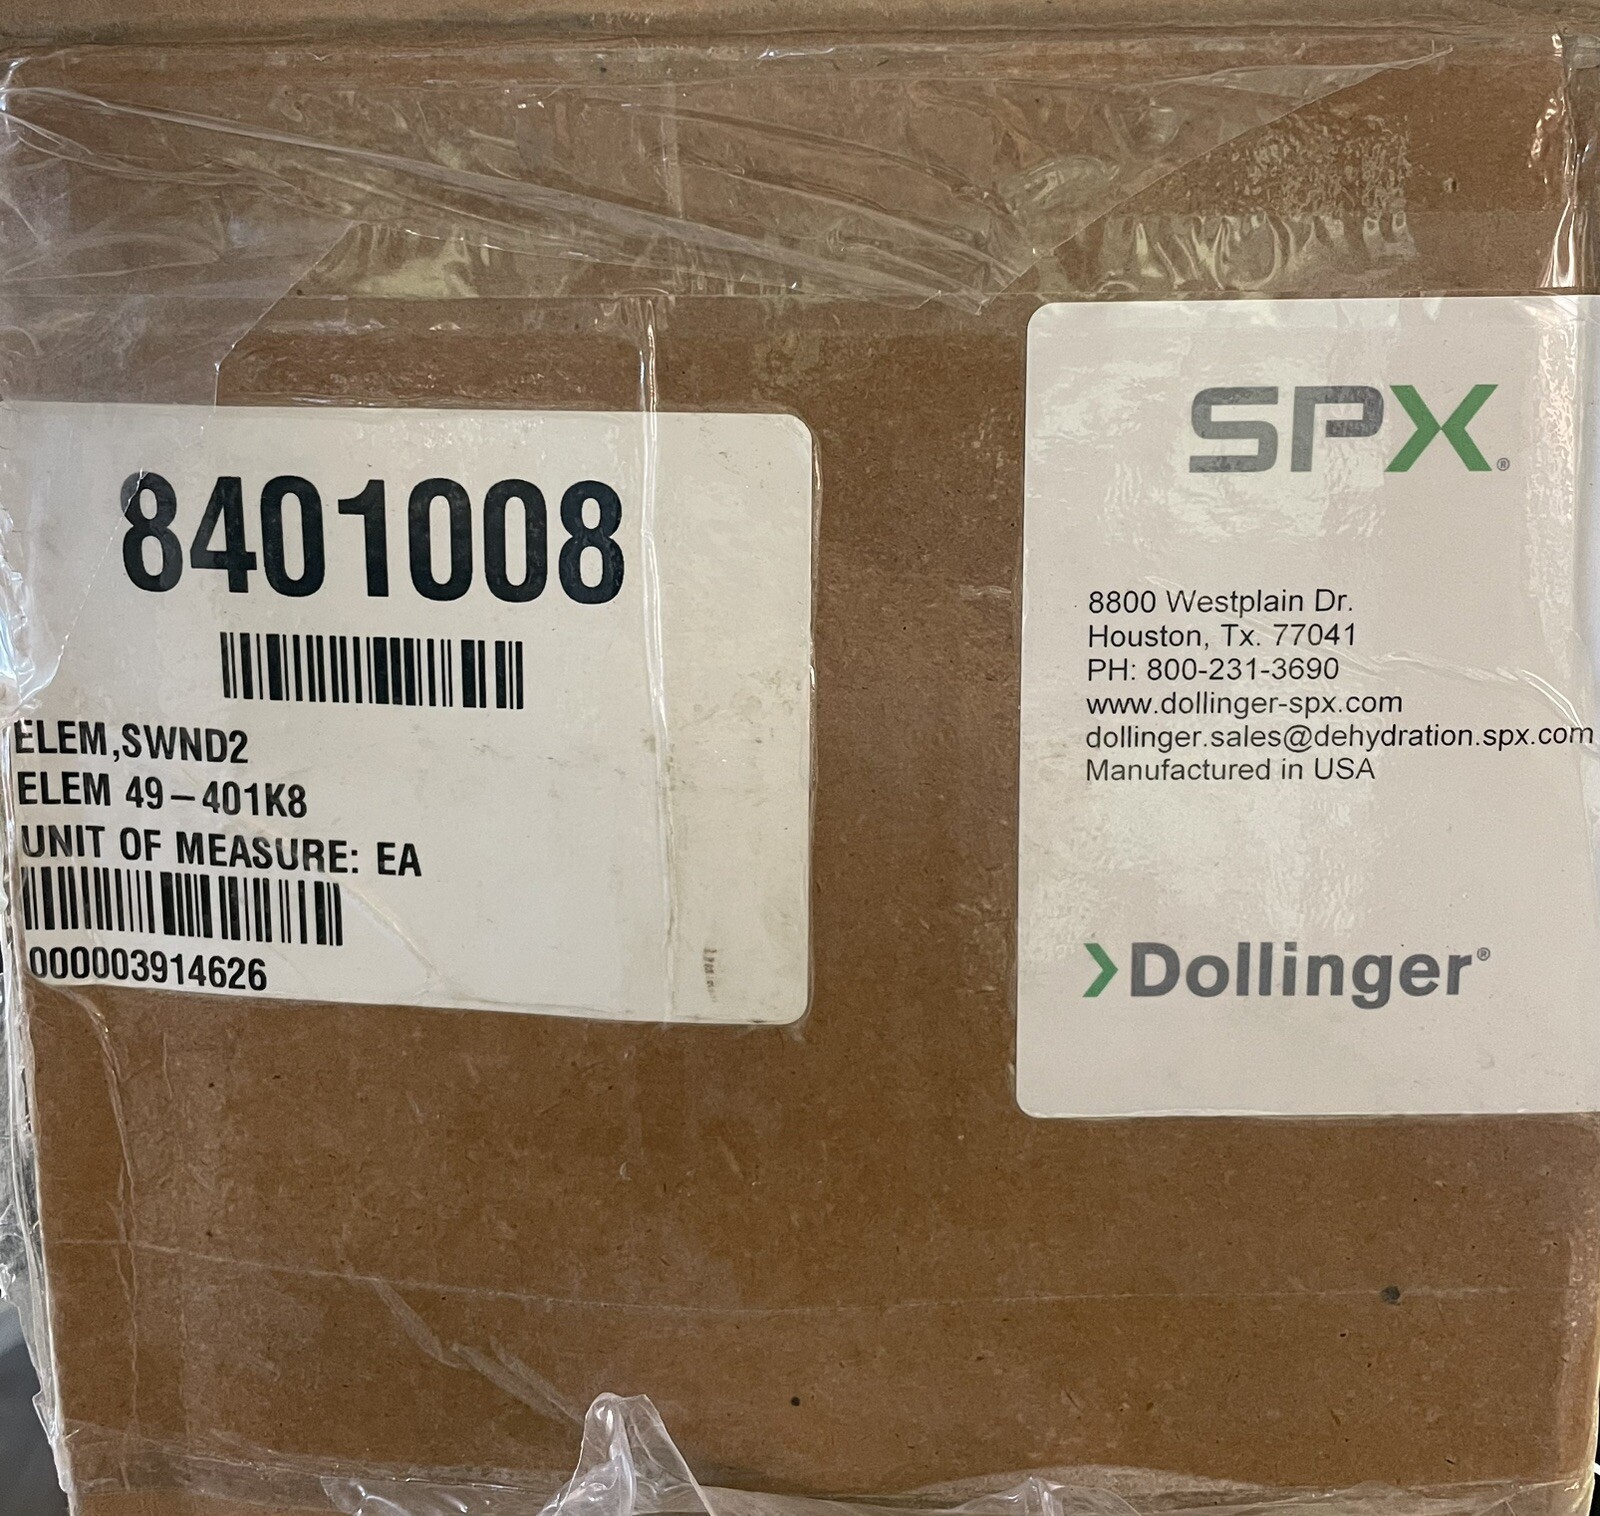 8401008
ELEM,SWND2
ELEM 49-401K8
UNIT OF MEASURE: EA
000003914626
SPX®
8800 Westplain Dr.
Houston, Tx. 77041
PH: 800-231-3690
www.dollinger-spx.com
dollinger.sales@dehydration.spx.com
Manufactured in USA
Dollinger®